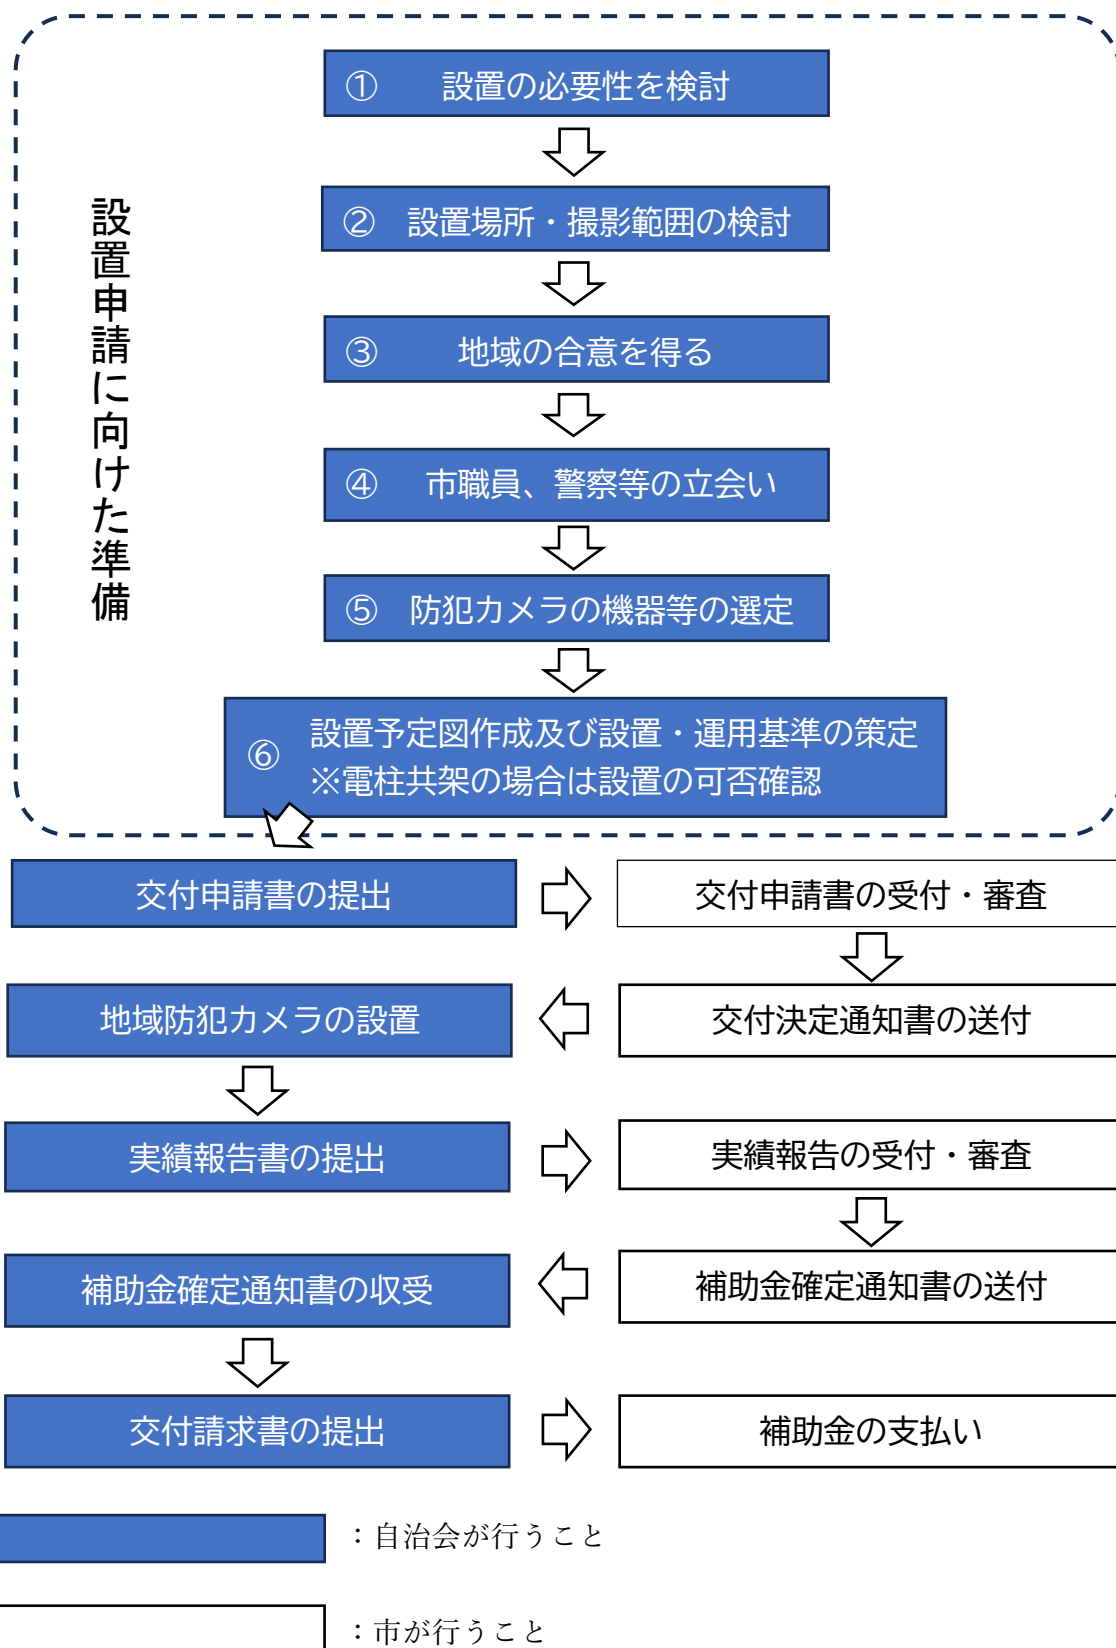 設置申請に向けた準備
① 設置の必要性を検討
② 設置場所・撮影範囲の検討
③ 地域の合意を得る
④ 市職員、警察等の立会い
⑤ 防犯カメラの機器等の選定
⑥ 設置予定図作成及び設置・運用基準の策定
※電柱共架の場合は設置の可否確認
交付申請書の提出
交付申請書の受付・審査
地域防犯カメラの設置
交付決定通知書の送付
実績報告書の提出
実績報告の受付・審査
補助金確定通知書の収受
補助金確定通知書の送付
交付請求書の提出
補助金の支払い
：自治会が行うこと
：市が行うこと